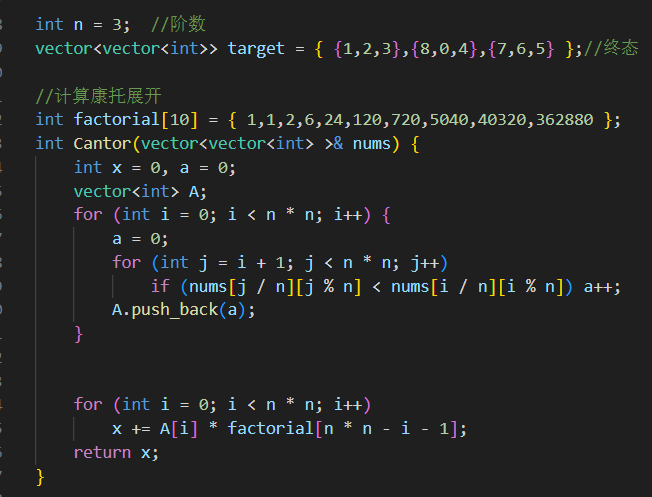 int n = 3;  //阶数
vector<vector<int>> target = { {1,2,3},{8,0,4},{7,6,5} };//终态
//计算康托展开
int factorial[10] = { 1,1,2,6,24,120,720,5040,40320,362880 };
int Cantor(vector<vector<int> >& nums) {
    int x = 0, a = 0;
    vector<int> A;
    for (int i = 0; i < n * n; i++) {
        a = 0;
        for (int j = i + 1; j < n * n; j++)
            if (nums[j / n][j % n] < nums[i / n][i % n]) a++;
        A.push_back(a);
    }
    for (int i = 0; i < n * n; i++)
        x += A[i] * factorial[n * n - i - 1];
    return x;
}